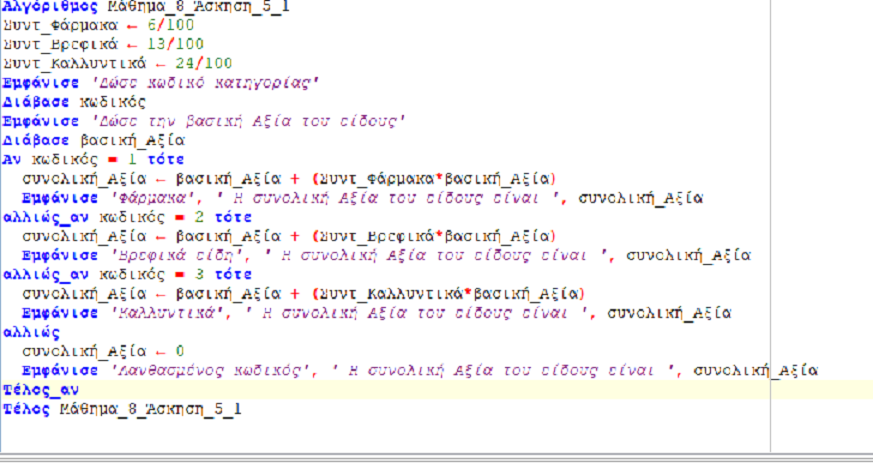 Αλγόριθμος Μάθημα_8_Άσκηση_5_1
Συντ_Φάρμακα ← 6/100
Συντ_Βρεφικά ← 13/100
Συντ_Καλλυντικά ← 24/100
Εμφάνισε 'Δώσε κωδικό κατηγορίας'
Διάβασε κωδικός
Εμφάνισε 'Δώσε την βασική Αξία του είδους'
Διάβασε βασική_Αξία
Αν κωδικός = 1 τότε
συνολική_Αξία ← βασική_Αξία + (Συντ_Φάρμακα*βασική_Αξία)
Εμφάνισε 'Φάρμακα', ' Η συνολική Αξία του είδους είναι ', συνολική_Αξία
αλλιώς_αν κωδικός = 2 τότε
συνολική_Αξία ← βασική_Αξία + (Συντ_Βρεφικά*βασική_Αξία)
Εμφάνισε 'Βρεφικά είδη', ' Η συνολική Αξία του είδους είναι ', συνολική_Αξία
αλλιώς_αν κωδικός = 3 τότε
συνολική_Αξία ← βασική_Αξία + (Συντ_Καλλυντικά*βασική_Αξία)
Εμφάνισε 'Καλλυντικά', ' Η συνολική Αξία του είδους είναι ', συνολική_Αξία
αλλιώς
συνολική_Αξία ← 0
Εμφάνισε 'Λανθασμένος κωδικός', ' Η συνολική Αξία του είδους είναι ', συνολική_Αξία
Τέλος_αν
Τέλος Μάθημα_8_Άσκηση_5_1